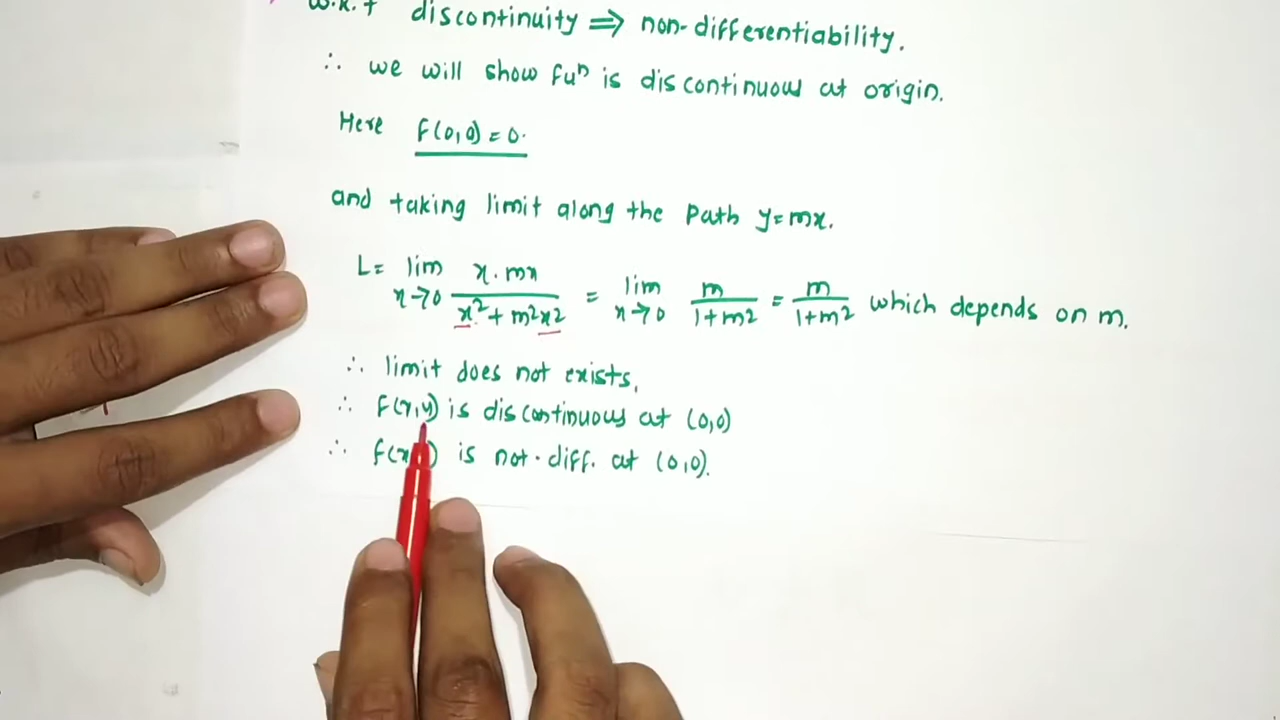 w.k.t discontinuity ⇒ non-differentiability.
∴ we will show fuⁿ is discontinuous at origin.
Here f(0,0) = 0.
and taking limit along the path y=mx.
L= lim x→0 x·mx / x²+m²x² = lim x→0 m / 1+m² = m / 1+m² which depends on m.
∴ limit does not exists,
∴ f(x,y) is discontinuous at (0,0)
∴ f(x ) is not·diff. at (0,0).